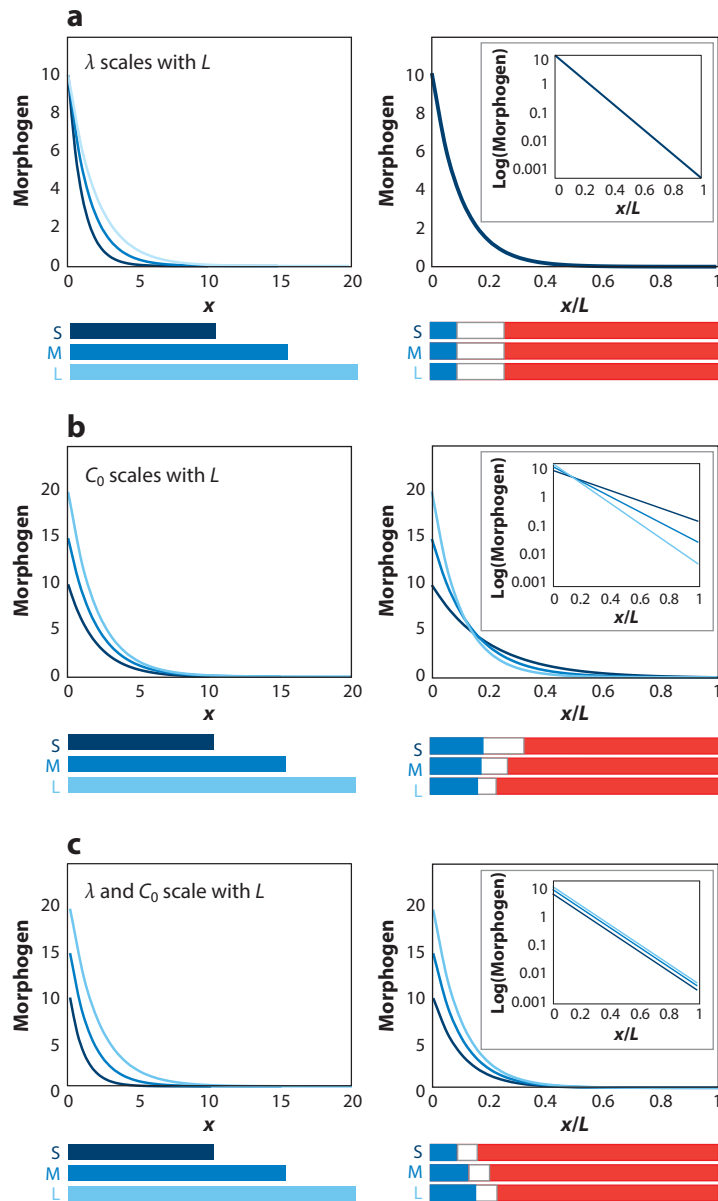 a
λ scales with L
Morphogen
10
8
6
4
2
0
0 5 10 15 20
x
S
M
L
Morphogen
10
8
6
4
2
0
0 0.2 0.4 0.6 0.8 1
x/L
Log(Morphogen)
10
1
0.1
0.01
0.001
0 0.2 0.4 0.6 0.8 1
x/L
S
M
L
b
C₀ scales with L
Morphogen
20
15
10
5
0
0 5 10 15 20
x
S
M
L
Morphogen
20
15
10
5
0
0 0.2 0.4 0.6 0.8 1
x/L
Log(Morphogen)
10
1
0.1
0.01
0.001
0 0.2 0.4 0.6 0.8 1
x/L
S
M
L
c
λ and C₀ scale with L
Morphogen
20
15
10
5
0
0 5 10 15 20
x
S
M
L
Morphogen
20
15
10
5
0
0 0.2 0.4 0.6 0.8 1
x/L
Log(Morphogen)
10
1
0.1
0.01
0.001
0 0.2 0.4 0.6 0.8 1
x/L
S
M
L